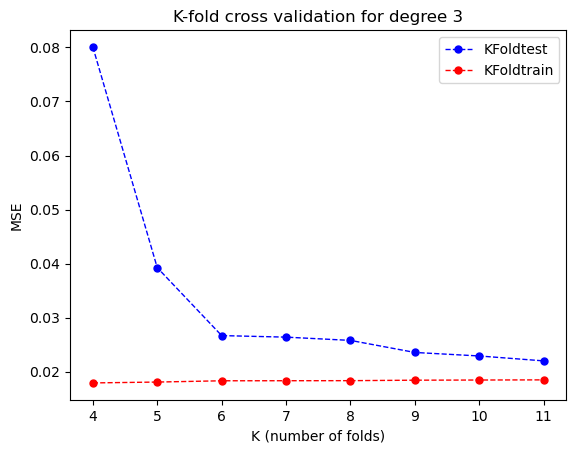 K-fold cross validation for degree 3
KFoldtest
KFoldtrain
MSE
0.08
0.07
0.06
0.05
0.04
0.03
0.02
4 5 6 7 8 9 10 11
K (number of folds)